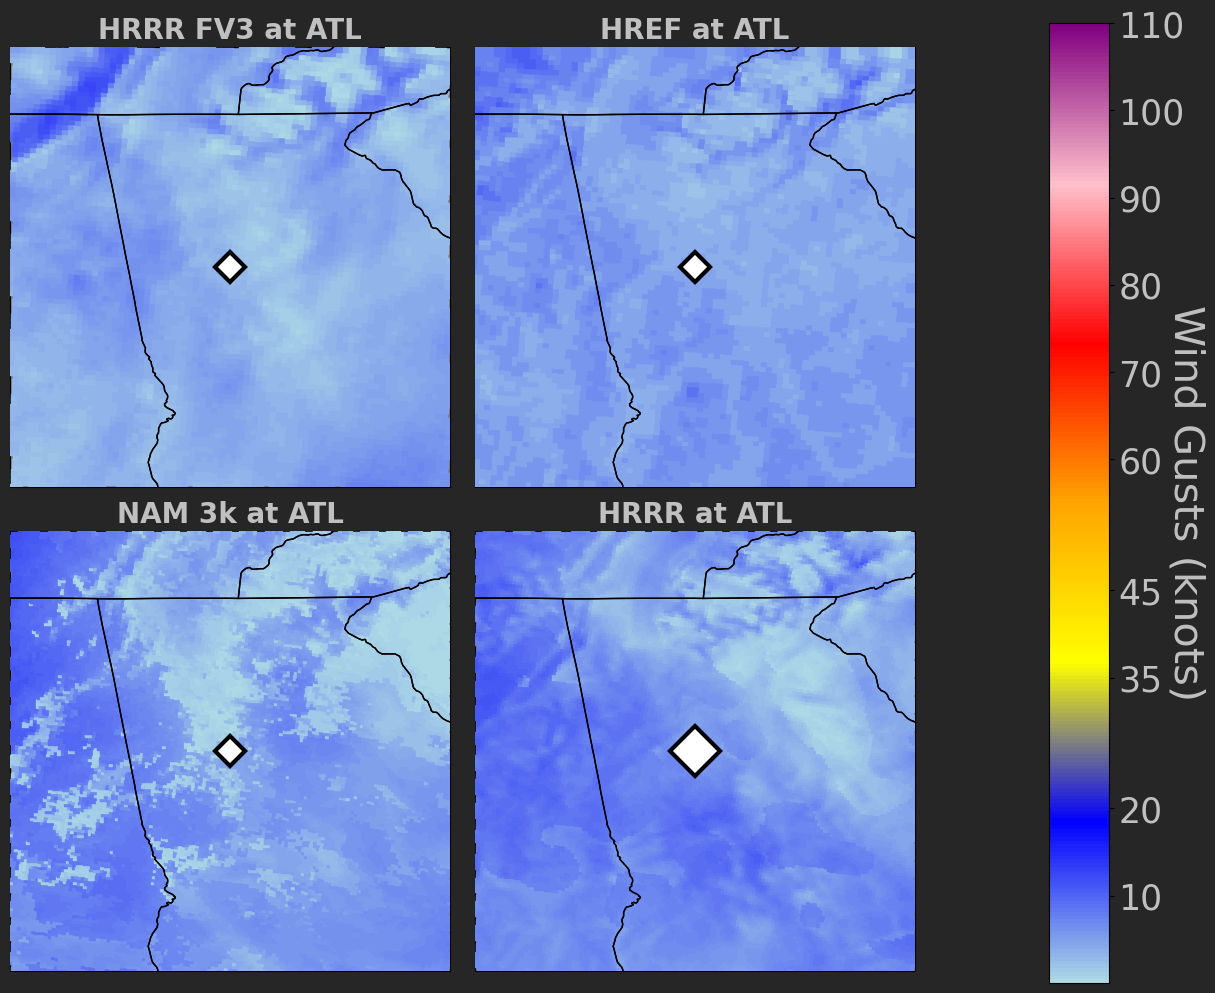 HRRR FV3 at ATL
HREF at ATL
NAM 3k at ATL
HRRR at ATL
110
100
90
80
70
60
45
35
20
10
Wind Gusts (knots)